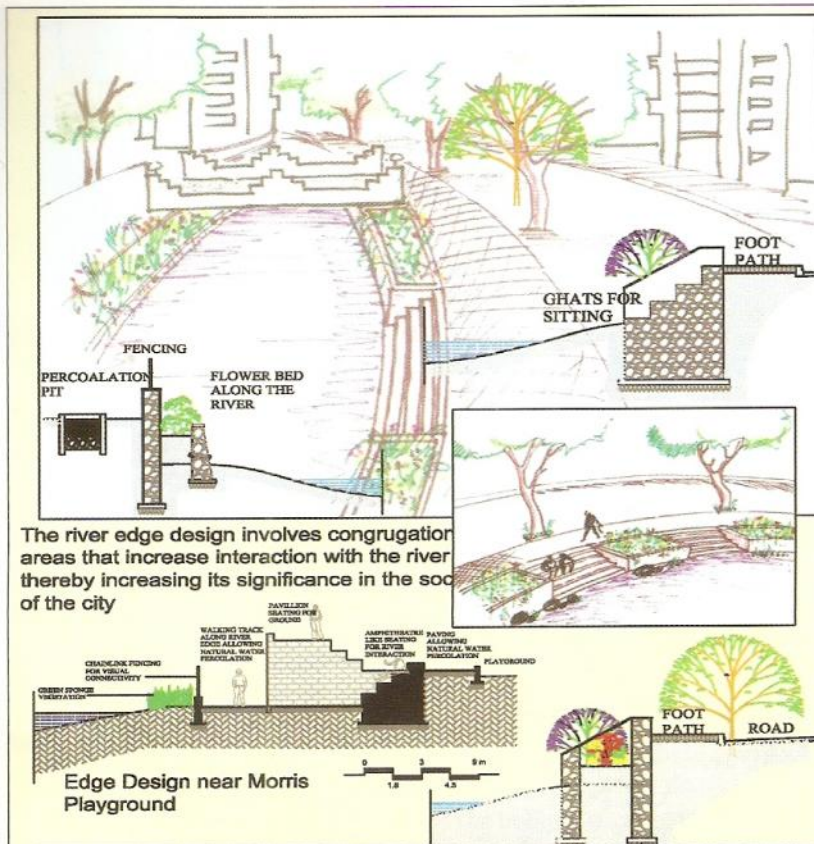 FOOT
PATH
GHATS FOR
SITTING
FENCING
PERCOALATION
PIT
FLOWER BED
ALONG THE
RIVER
The river edge design involves congrugation
areas that increase interaction with the river
thereby increasing its significance in the soc
of the city
PAVILLION
SEATING FOR
GROUND
WALKING TRACK
ALONG RIVER
EDGE ALLOWING
NATURAL WATER
PERCOLATION
AMPHITHEATRE
LIKE SEATING
FOR RIVER
INTERACTION
PAVING
ALLOWING
NATURAL WATER
PERCOLATION
CHAINLINK FENCING
FOR VISUAL
CONNECTIVITY
PLAYGROUND
GREEN SPONGE
VEGETATION
FOOT
PATH
ROAD
0 3 9 m
1.8 4.5
Edge Design near Morris
Playground